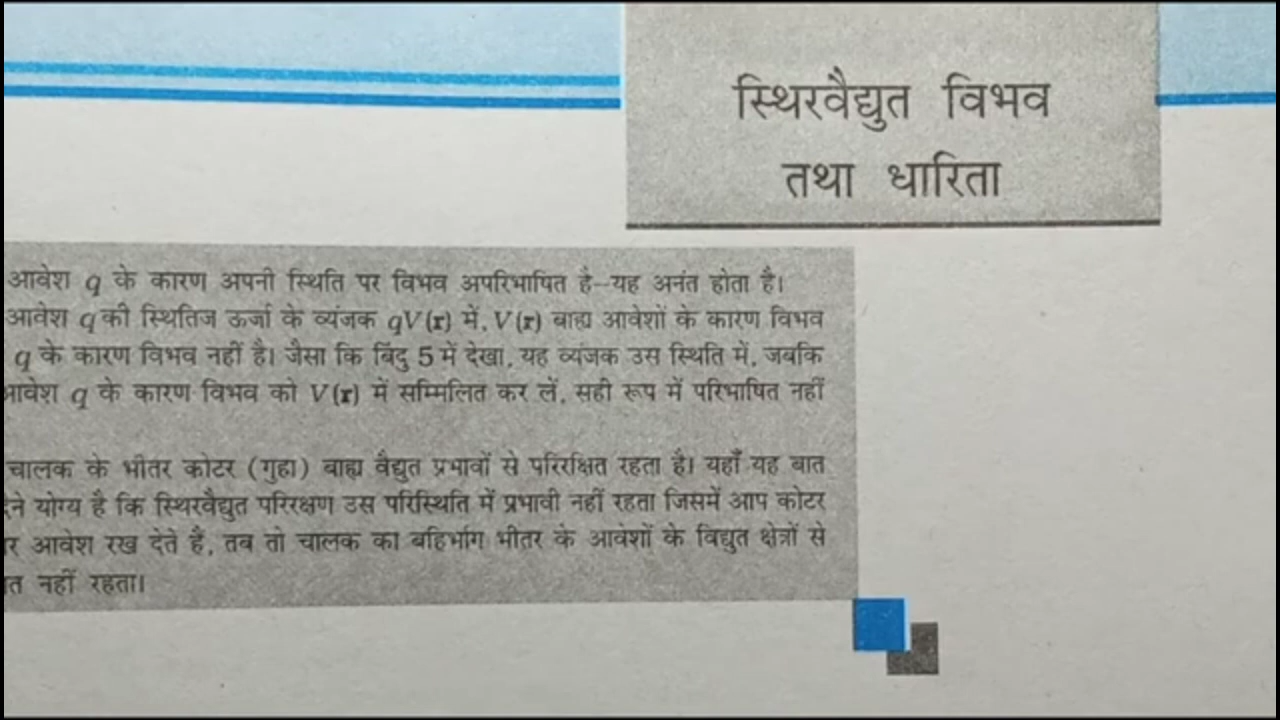 स्थिरवैद्युत विभव
तथा धारिता
आवेश q के कारण अपनी स्थिति पर विभव अपरिभाषित है—यह अनंत होता है।
आवेश q की स्थितिज ऊर्जा के व्यंजक qV(r) में, V(r) बाह्य आवेशों के कारण विभव
q के कारण विभव नहीं है। जैसा कि बिंदु 5 में देखा, यह व्यंजक उस स्थिति में, जबकि
आवेश q के कारण विभव को V(r) में सम्मिलित कर लें, सही रूप में परिभाषित नहीं
चालक के भीतर कोटर (गुहा) बाह्य वैद्युत प्रभावों से परिरक्षित रहता है। यहाँ यह बात
योग्य है कि स्थिरवैद्युत परिरक्षण उस परिस्थिति में प्रभावी नहीं रहता जिसमें आप कोटर
आवेश रख देते हैं, तब तो चालक का बहिर्भाग भीतर के आवेशों के विद्युत क्षेत्रों से
नहीं रहता।